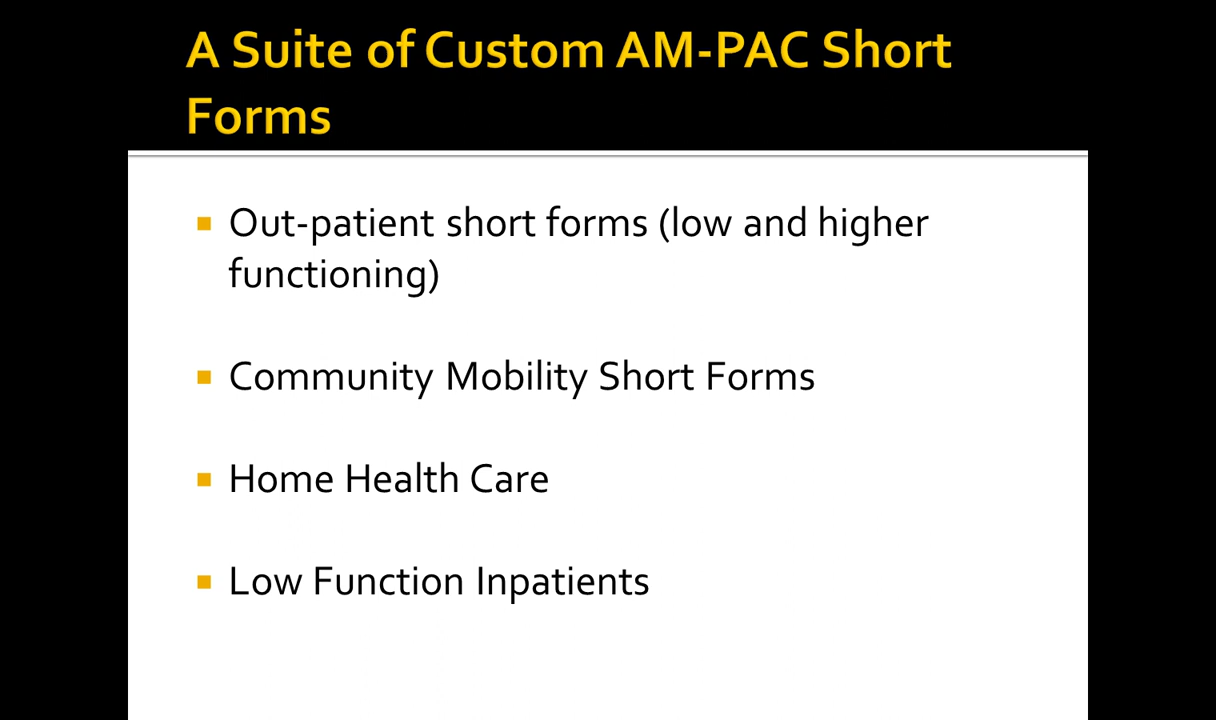 A Suite of Custom AM-PAC Short
Forms
Out-patient short forms (low and higher
functioning)
Community Mobility Short Forms
Home Health Care
Low Function Inpatients